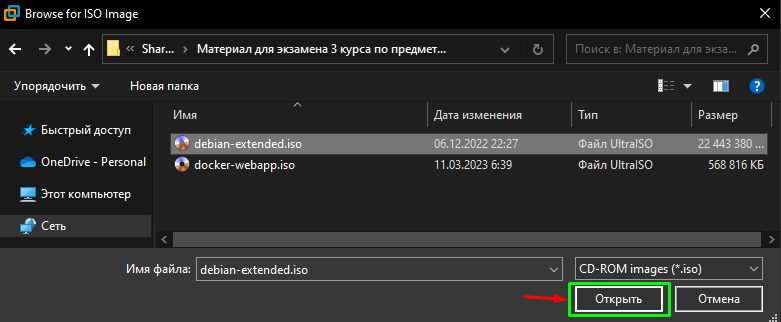 Browse for ISO Image
Shar... Материал для экзамена 3 курса по предмет...
Поиск в: Материал для экза...
Упорядочить Новая папка
Имя Дата изменения Тип Размер
Быстрый доступ
OneDrive - Personal
Этот компьютер
Сеть
debian-extended.iso 06.12.2022 22:27 Файл UltraISO 22 443 380 ...
docker-webapp.iso 11.03.2023 6:39 Файл UltraISO 568 816 КБ
Имя файла: debian-extended.iso CD-ROM images (*.iso)
Открыть Отмена